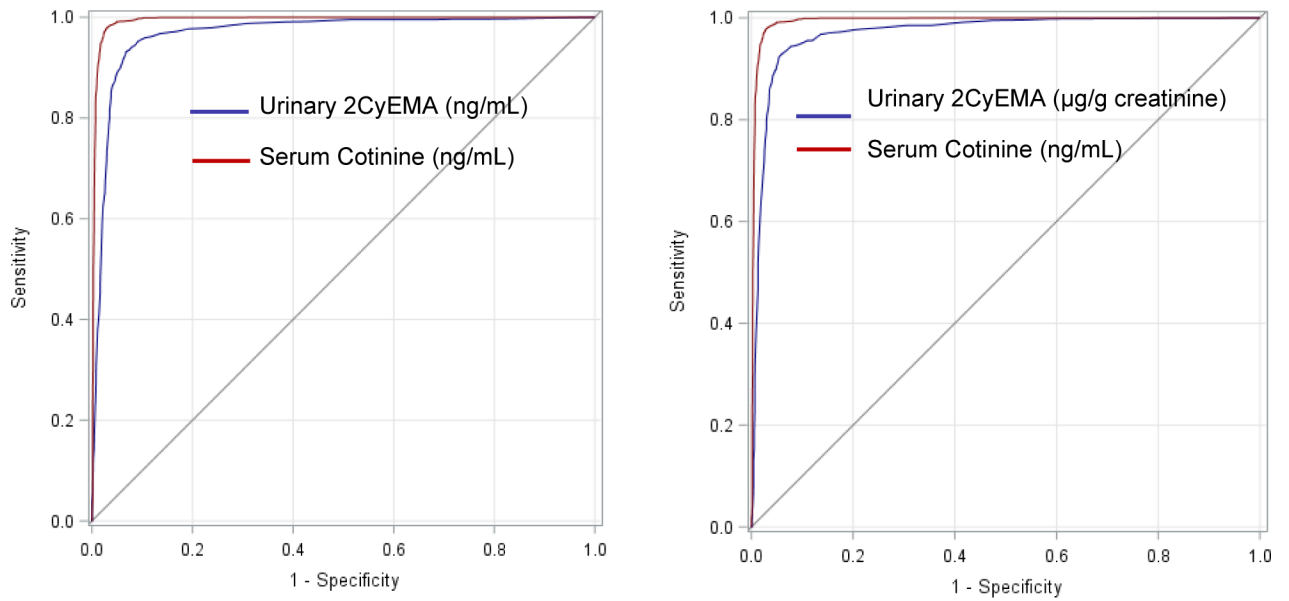 1.0
0.8
0.6
0.4
0.2
0.0
Sensitivity
Urinary 2CyEMA (ng/mL)
Serum Cotinine (ng/mL)
0.0 0.2 0.4 0.6 0.8 1.0
1 - Specificity
1.0
0.8
0.6
0.4
0.2
0.0
Sensitivity
Urinary 2CyEMA (µg/g creatinine)
Serum Cotinine (ng/mL)
0.0 0.2 0.4 0.6 0.8 1.0
1 - Specificity